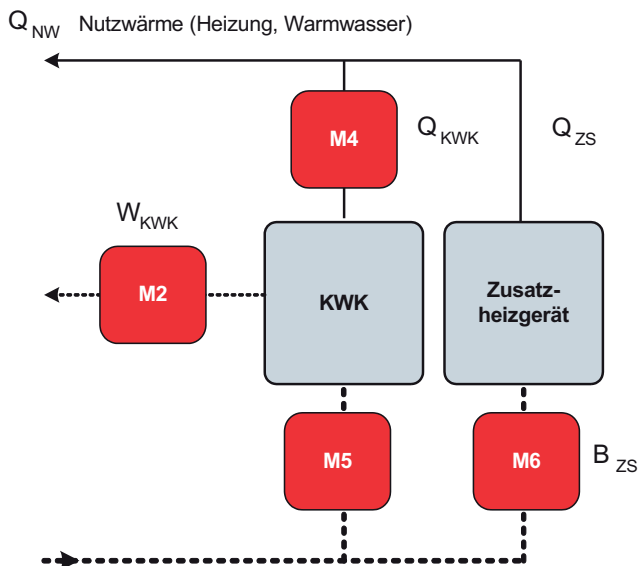 Q NW Nutzwärme (Heizung, Warmwasser)
M4
Q KWK
Q ZS
W KWK
M2
KWK
Zusatz-
heizgerät
M5
M6
B ZS